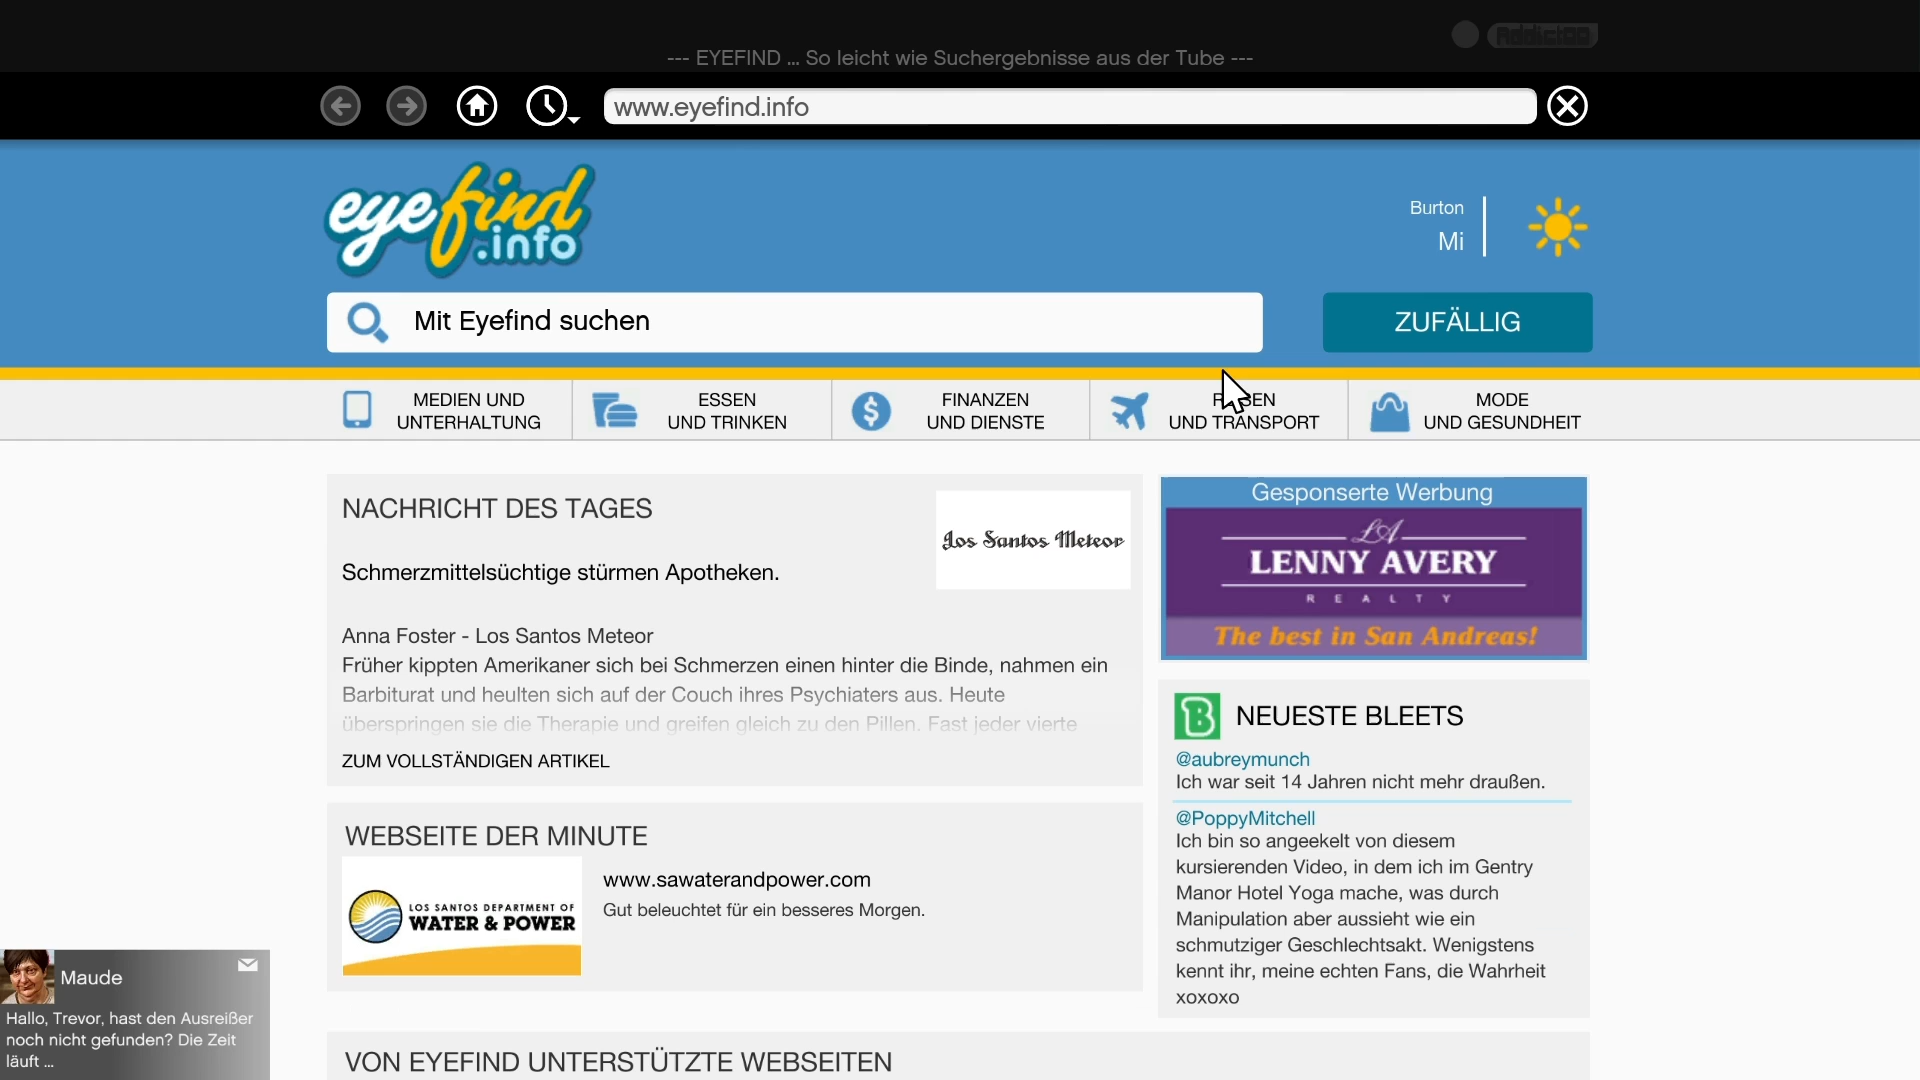 --- EYEFIND ... So leicht wie Suchergebnisse aus der Tube ---
www.eyefind.info
eyefind
.info
Burton
Mi
Mit Eyefind suchen
ZUFÄLLIG
MEDIEN UND
UNTERHALTUNG
ESSEN
UND TRINKEN
FINANZEN
UND DIENSTE
UND TRANSPORT
MODE
UND GESUNDHEIT
NACHRICHT DES TAGES
Los Santos Meteor
Schmerzmittelsüchtige stürmen Apotheken.
Anna Foster - Los Santos Meteor
Früher kippten Amerikaner sich bei Schmerzen einen hinter die Binde, nahmen ein
Barbiturat und heulten sich auf der Couch ihres Psychiaters aus. Heute
überspringen sie die Therapie und greifen gleich zu den Pillen. Fast jeder vierte
ZUM VOLLSTÄNDIGEN ARTIKEL
Gesponserte Werbung
LA
LENNY AVERY
REALTY
The best in San Andreas!
B
NEUESTE BLEETS
@aubreymunch
Ich war seit 14 Jahren nicht mehr draußen.
@PoppyMitchell
Ich bin so angeekelt von diesem
kursierenden Video, in dem ich im Gentry
Manor Hotel Yoga mache, was durch
Manipulation aber aussieht wie ein
schmutziger Geschlechtsakt. Wenigstens
kennt ihr, meine echten Fans, die Wahrheit
xoxoxo
WEBSEITE DER MINUTE
LOS SANTOS DEPARTMENT OF
WATER & POWER
www.sawaterandpower.com
Gut beleuchtet für ein besseres Morgen.
Maude
Hallo, Trevor, hast den Ausreißer
noch nicht gefunden? Die Zeit
läuft ...
VON EYEFIND UNTERSTÜTZTE WEBSEITEN